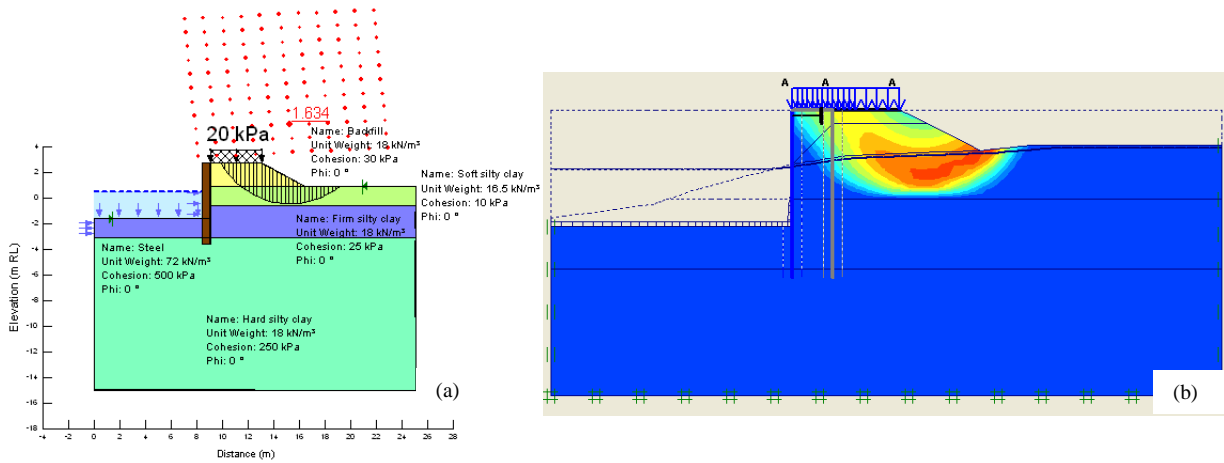 1.634
20 kPa
Name: Backfill
Unit Weight: 18 kN/m³
Cohesion: 30 kPa
Phi: 0 °
Name: Soft silty clay
Unit Weight: 16.5 kN/m³
Cohesion: 10 kPa
Phi: 0 °
Name: Firm silty clay
Unit Weight: 18 kN/m³
Cohesion: 25 kPa
Phi: 0 °
Name: Steel
Unit Weight: 72 kN/m³
Cohesion: 500 kPa
Phi: 0 °
Name: Hard silty clay
Unit Weight: 18 kN/m³
Cohesion: 250 kPa
Phi: 0 °
Elevation (m RL)
4
2
0
-2
-4
-6
-8
-10
-12
-14
-16
-18
-4 -2 0 2 4 6 8 10 12 14 16 18 20 22 24 26 28
Distance (m)
(a)
A A A
(b)